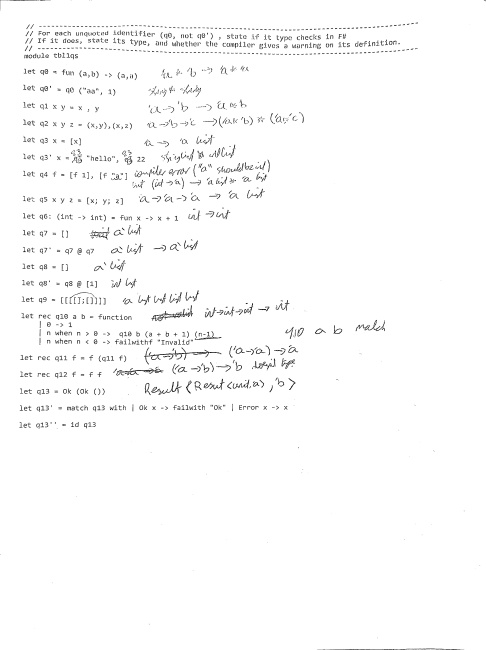 // For each unquoted identifier (q0, not q0') , state if it type checks in F#
// If it does, state its type, and whether the compiler gives a warning on its definition.
module tbl1qs
let q0 = fun (a,b) -> (a,a) 'a * 'b -> 'a * 'a
let q0' = q0 ("aa", 1) string * string
let q1 x y = x , y 'a -> 'b -> 'a * 'b
let q2 x y z = (x,y),(x,z) 'a -> 'b -> 'c -> ('a * 'b) * ('a * 'c)
let q3 x = [x] 'a -> 'a list
let q3' x = q3 "hello", q3 22 string list * int list
let q4 f = [f 1], [f "a"] compiler error ("a" should be int)
int (int -> a) -> a list * a list
let q5 x y z = [x; y; z] 'a -> 'a -> 'a -> 'a list
let q6: (int -> int) = fun x -> x + 1 int -> int
let q7 = [] a' list
let q7' = q7 @ q7 a' list -> a' list
let q8 = [] a' list
let q8' = q8 @ [1] int list
let q9 = [[[[];[]]]] a list list list list
let rec q10 a b = function not valid int -> int -> int -> int
| 0 -> 1
| n when n > 0 -> q10 b (a + b + 1) (n-1) q10 a b match
| n when n < 0 -> failwithf "Invalid"
let rec q11 f = f (q11 f) ('a -> 'b) -> ('a -> 'a) -> 'a
let rec q12 f = f f ('a -> 'b) -> 'b type
let q13 = Ok (Ok ()) Result<Result<unit,a>,'b>
let q13' = match q13 with | Ok x -> failwith "Ok" | Error x -> x
let q13'' = id q13